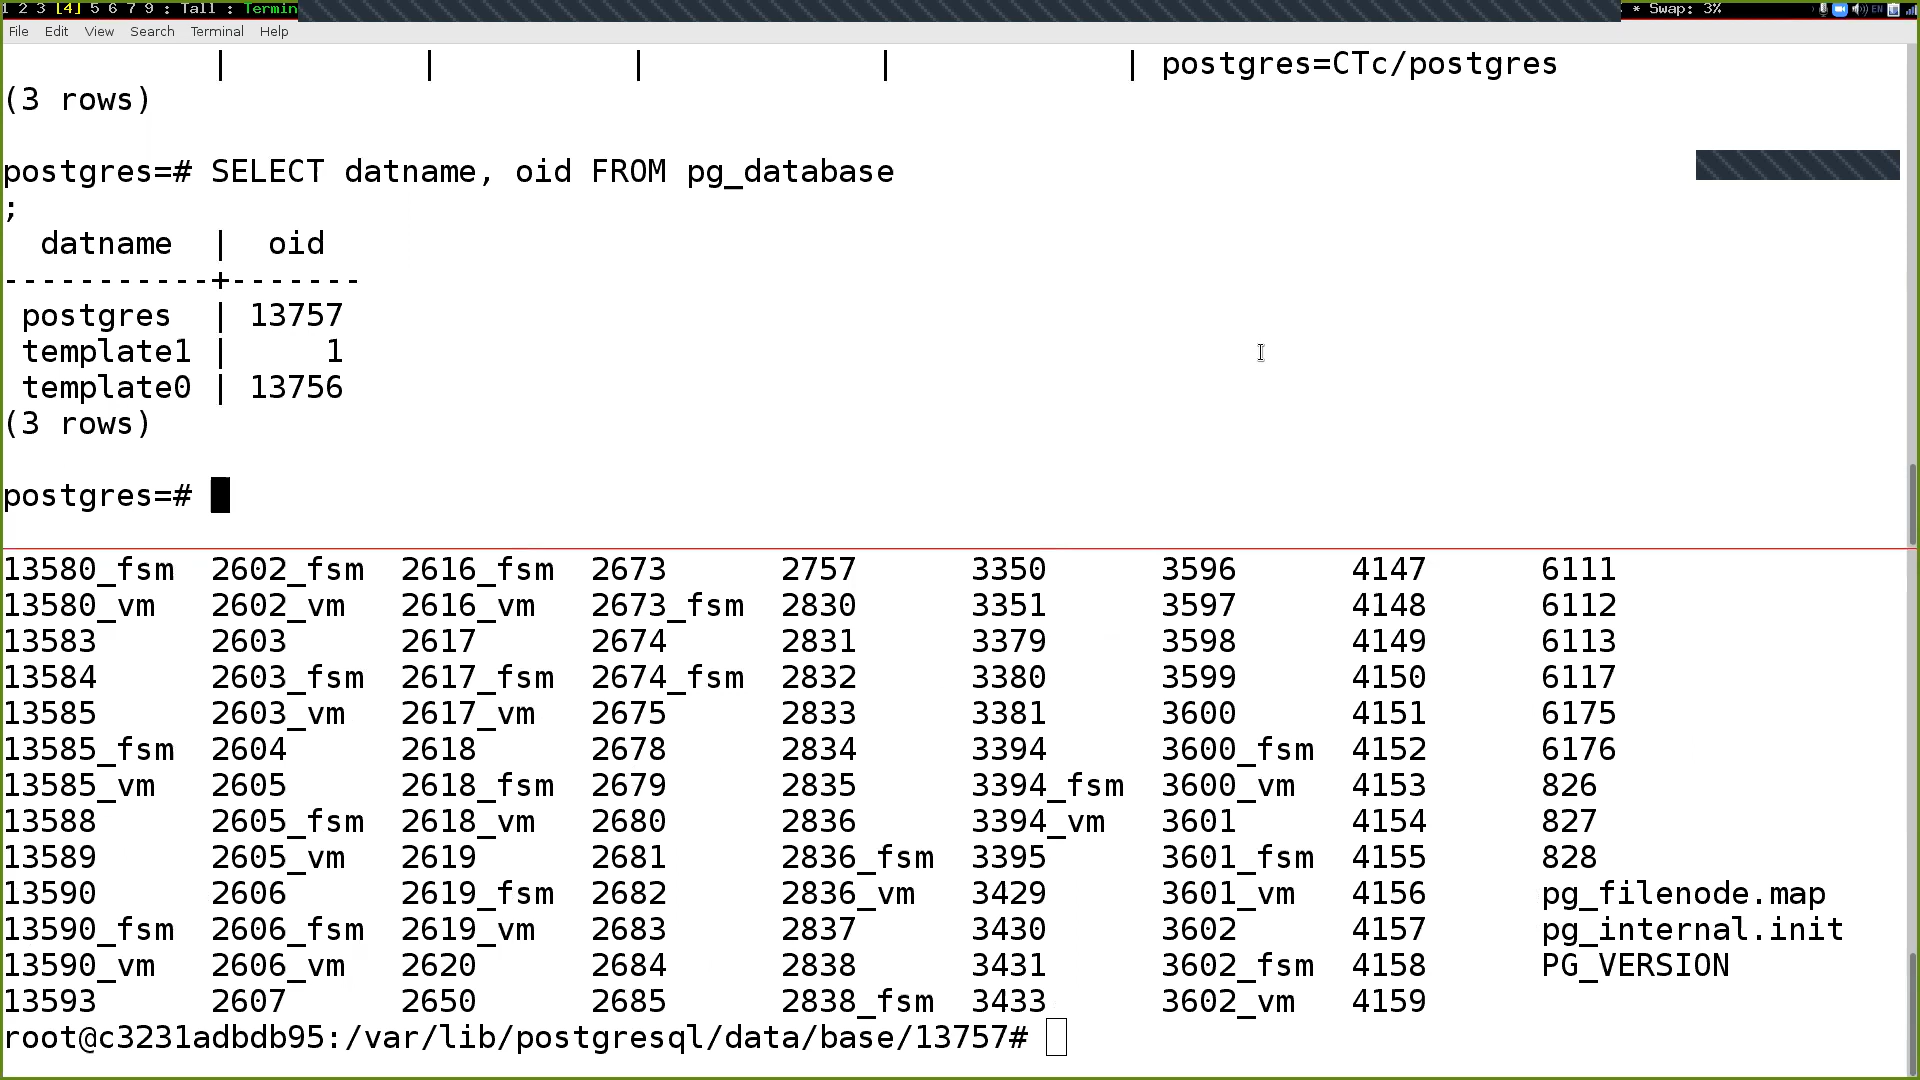 1 2 3 [4] 5 6 7 9 : Tall : Termin
* Swap: 3%
EN
File Edit View Search Terminal Help
| | | | | postgres=CTc/postgres
(3 rows)
postgres=# SELECT datname, oid FROM pg_database
;
datname | oid
-----------+-------
postgres | 13757
template1 | 1
template0 | 13756
(3 rows)
postgres=#
13580_fsm 2602_fsm 2616_fsm 2673 2757 3350 3596 4147 6111
13580_vm 2602_vm 2616_vm 2673_fsm 2830 3351 3597 4148 6112
13583 2603 2617 2674 2831 3379 3598 4149 6113
13584 2603_fsm 2617_fsm 2674_fsm 2832 3380 3599 4150 6117
13585 2603_vm 2617_vm 2675 2833 3381 3600 4151 6175
13585_fsm 2604 2618 2678 2834 3394 3600_fsm 4152 6176
13585_vm 2605 2618_fsm 2679 2835 3394_fsm 3600_vm 4153 826
13588 2605_fsm 2618_vm 2680 2836 3394_vm 3601 4154 827
13589 2605_vm 2619 2681 2836_fsm 3395 3601_fsm 4155 828
13590 2606 2619_fsm 2682 2836_vm 3429 3601_vm 4156 pg_filenode.map
13590_fsm 2606_fsm 2619_vm 2683 2837 3430 3602 4157 pg_internal.init
13590_vm 2606_vm 2620 2684 2838 3431 3602_fsm 4158 PG_VERSION
13593 2607 2650 2685 2838_fsm 3433 3602_vm 4159
root@c3231adbdb95:/var/lib/postgresql/data/base/13757#